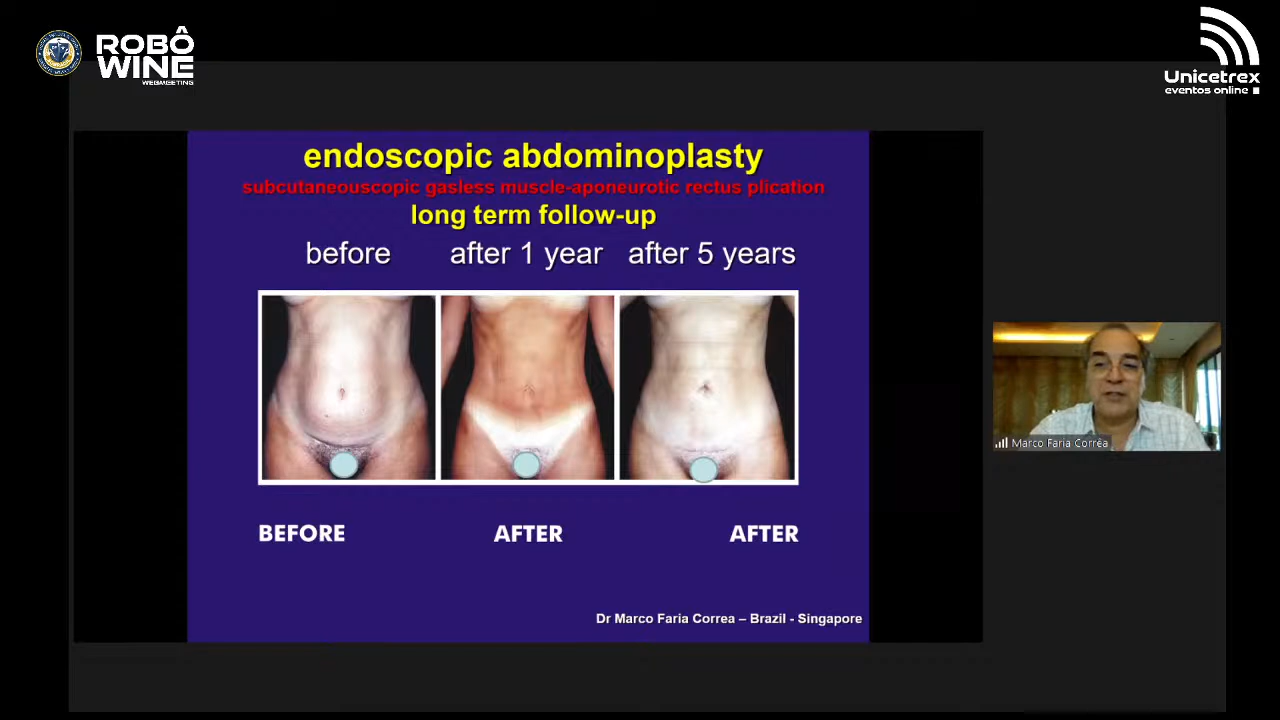 ROBÔ
WINE
WEBMEETING
Unicetrex
eventos online
endoscopic abdominoplasty
subcutaneouscopic gasless muscle-aponeurotic rectus plication
long term follow-up
before after 1 year after 5 years
BEFORE AFTER AFTER
Dr Marco Faria Correa – Brazil - Singapore
Marco Faria Corrêa